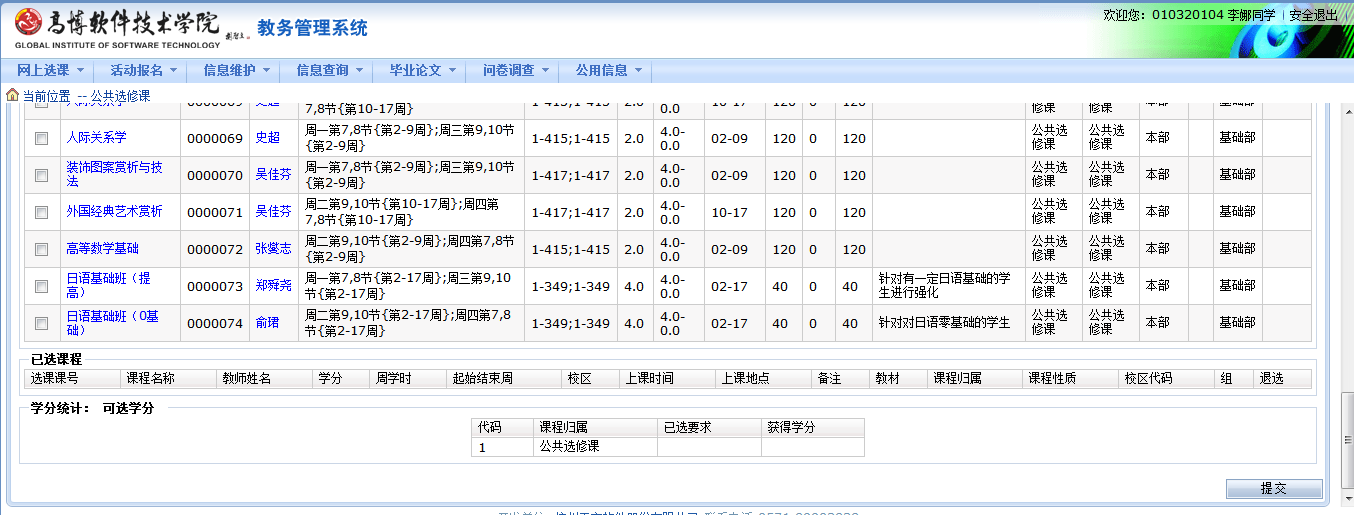 高博软件技术学院 教务管理系统
GLOBAL INSTITUTE OF SOFTWARE TECHNOLOGY
欢迎您：010320104 李娜同学 安全退出
网上选课 活动报名 信息维护 信息查询 毕业论文 问卷调查 公用信息
当前位置 -- 公共选修课
7,8节{第10-17周} 0.0 修课 修课
人际关系学 0000069 史超 周一第7,8节{第2-9周};周三第9,10节 1-415;1-415 2.0 4.0- 02-09 120 0 120 公共选 公共选 本部 基础部
{第2-9周} 0.0 修课 修课
装饰图案赏析与技 0000070 吴佳芬 周一第7,8节{第2-9周};周三第9,10节 1-417;1-417 2.0 4.0- 02-09 120 0 120 公共选 公共选 本部 基础部
法 {第2-9周} 0.0 修课 修课
外国经典艺术赏析 0000071 吴佳芬 周二第9,10节{第10-17周};周四第 1-417;1-417 2.0 4.0- 10-17 120 0 120 公共选 公共选 本部 基础部
7,8节{第10-17周} 0.0 修课 修课
高等数学基础 0000072 张燮志 周二第9,10节{第2-9周};周四第7,8节 1-415;1-415 2.0 4.0- 02-09 120 0 120 公共选 公共选 本部 基础部
{第2-9周} 0.0 修课 修课
日语基础班（提 0000073 郑舜尧 周一第7,8节{第2-17周};周三第9,10 1-349;1-349 4.0 4.0- 02-17 40 0 40 针对有一定日语基础的学 公共选 公共选 本部 基础部
高） 节{第2-17周} 0.0 生进行强化 修课 修课
日语基础班（0基 0000074 俞珺 周二第9,10节{第2-17周};周四第7,8 1-349;1-349 4.0 4.0- 02-17 40 0 40 针对对日语零基础的学生 公共选 公共选 本部 基础部
础） 节{第2-17周} 0.0 修课 修课
已选课程
选课课号 课程名称 教师姓名 学分 周学时 起始结束周 校区 上课时间 上课地点 备注 教材 课程归属 课程性质 校区代码 组 退选
学分统计： 可选学分
代码 课程归属 已选要求 获得学分
1 公共选修课
提交